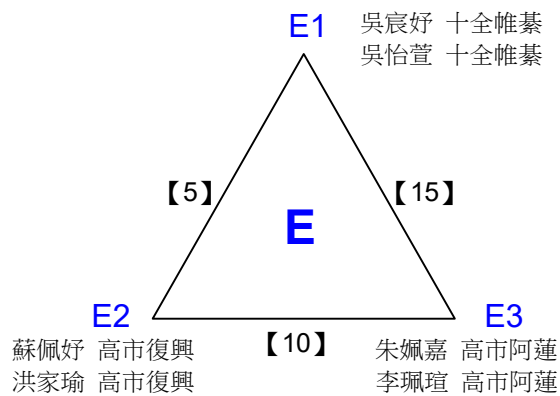 E1
吳宸妤 十全帷綦
吳怡萱 十全帷綦
【5】
【15】
E
E2
E3
蘇佩妤 高市復興
洪家瑜 高市復興
【10】
朱姵嘉 高市阿蓮
李珮瑄 高市阿蓮